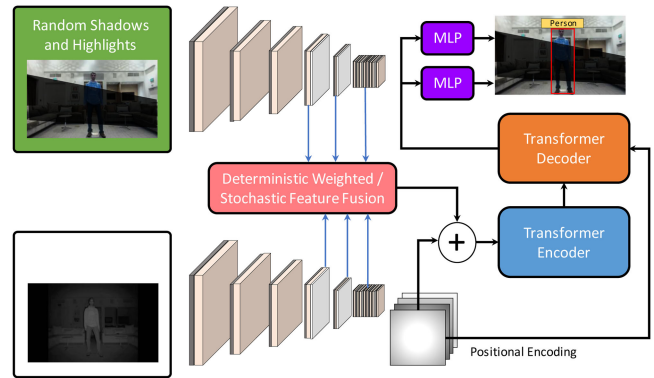 Random Shadows
and Highlights
MLP
MLP
Person
Deterministic Weighted /
Stochastic Feature Fusion
Transformer
Decoder
+
Transformer
Encoder
Positional Encoding